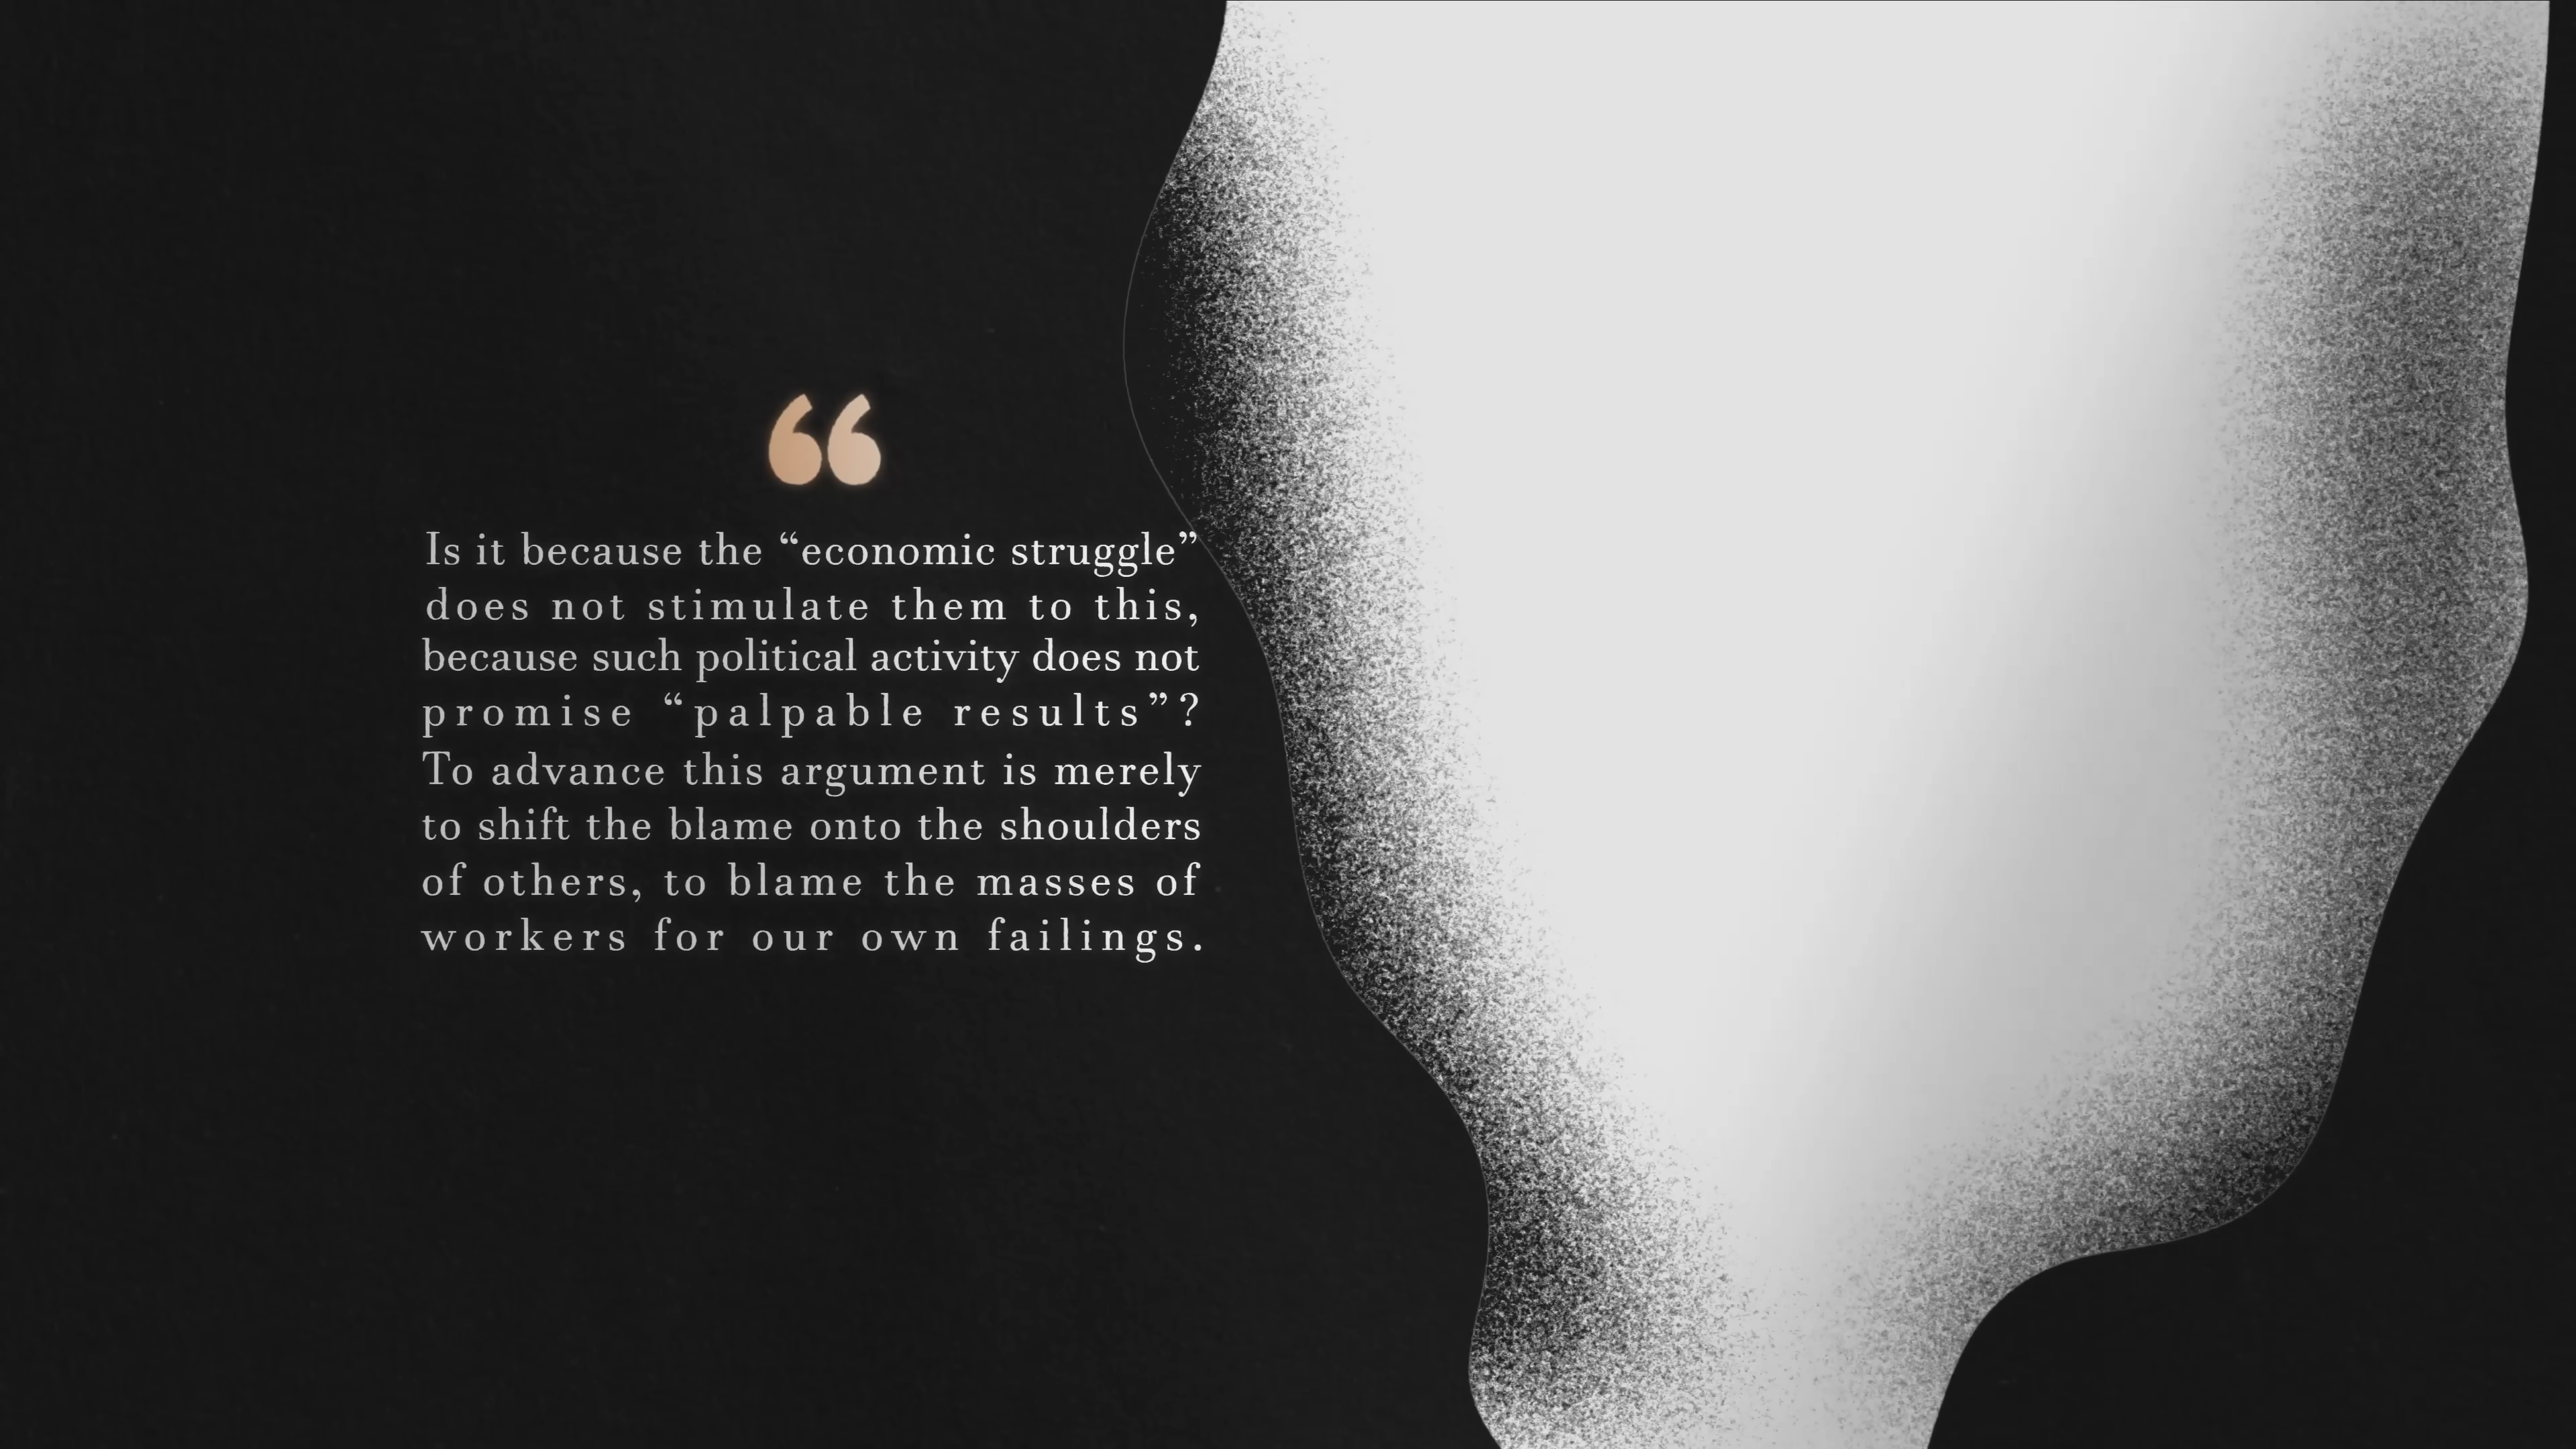 “
Is it because the “economic struggle”
does not stimulate them to this,
because such political activity does not
promise “palpable results”?
To advance this argument is merely
to shift the blame onto the shoulders
of others, to blame the masses of
workers for our own failings.